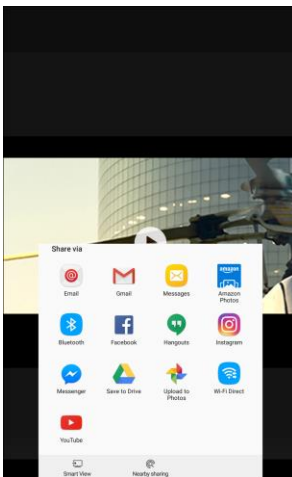 Share via
Email
Gmail
Messages
amazon
Amazon
Photos
Bluetooth
Facebook
Hangouts
Instagram
Messenger
Save to Drive
Upload to
Photos
Wi-Fi Direct
YouTube
Smart View
Nearby sharing